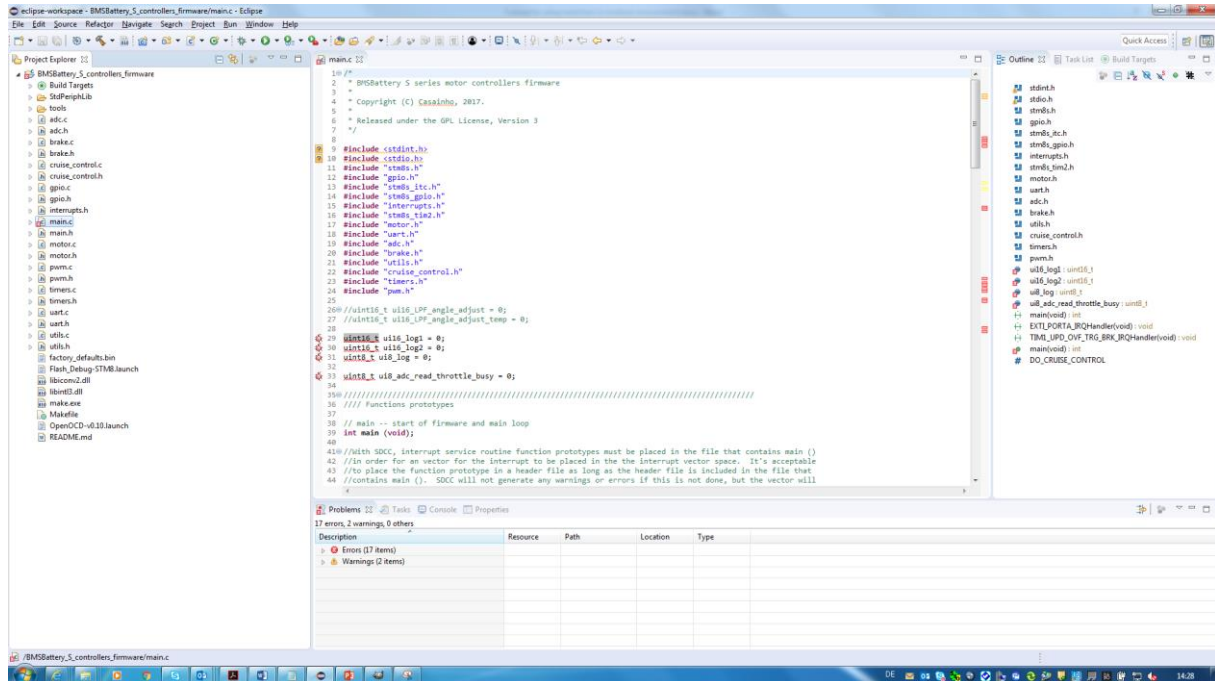 eclipse-workspace - BMSBattery_S_controllers_firmware/main.c - Eclipse
File Edit Source Refactor Navigate Search Project Run Window Help
Quick Access
Project Explorer
BMSBattery_S_controllers_firmware
Build Targets
StdPeriphLib
tools
adc.c
adc.h
brake.c
brake.h
cruise_control.c
cruise_control.h
gpio.c
gpio.h
interrupts.h
main.c
main.h
motor.c
motor.h
pwm.c
pwm.h
timers.c
timers.h
uart.c
uart.h
utils.c
utils.h
factory_defaults.bin
Flash_Debug-STM8.launch
libiconv2.dll
libintl3.dll
make.exe
Makefile
OpenOCD-v0.10.launch
README.md
main.c
1 /*
2 * BMSBattery S series motor controllers firmware
3 *
4 * Copyright (C) Casainho, 2017.
5 *
6 * Released under the GPL License, Version 3
7 */
8
9 #include <stdint.h>
10 #include <stdio.h>
11 #include "stm8s.h"
12 #include "gpio.h"
13 #include "stm8s_itc.h"
14 #include "stm8s_gpio.h"
15 #include "interrupts.h"
16 #include "stm8s_tim2.h"
17 #include "motor.h"
18 #include "uart.h"
19 #include "adc.h"
20 #include "brake.h"
21 #include "utils.h"
22 #include "cruise_control.h"
23 #include "timers.h"
24 #include "pwm.h"
25
26 //uint16_t ui16_LPF_angle_adjust = 0;
27 //uint16_t ui16_LPF_angle_adjust_temp = 0;
28
29 uint16_t ui16_log1 = 0;
30 uint16_t ui16_log2 = 0;
31 uint8_t ui8_log = 0;
32
33 uint8_t ui8_adc_read_throttle_busy = 0;
34
35 /////////////////////////////////////////////////////////////////////////////////////////////
36 //// Functions prototypes
37
38 // main -- start of firmware and main loop
39 int main (void);
40
41 //With SDCC, interrupt service routine function prototypes must be placed in the file that contains main ()
42 //in order for an vector for the interrupt to be placed in the the interrupt vector space. It's acceptable
43 //to place the function prototype in a header file as long as the header file is included in the file that
44 //contains main (). SDCC will not generate any warnings or errors if this is not done, but the vector will
Outline Task List Build Targets
stdint.h
stdio.h
stm8s.h
gpio.h
stm8s_itc.h
stm8s_gpio.h
interrupts.h
stm8s_tim2.h
motor.h
uart.h
adc.h
brake.h
utils.h
cruise_control.h
timers.h
pwm.h
ui16_log1 : uint16_t
ui16_log2 : uint16_t
ui8_log : uint8_t
ui8_adc_read_throttle_busy : uint8_t
main(void) : int
EXTI_PORTA_IRQHandler(void) : void
TIM1_UPD_OVF_TRG_BRK_IRQHandler(void) : void
main(void) : int
DO_CRUISE_CONTROL
Problems Tasks Console Properties
17 errors, 2 warnings, 0 others
Description Resource Path Location Type
Errors (17 items)
Warnings (2 items)
/BMSBattery_S_controllers_firmware/main.c
DE 14:28